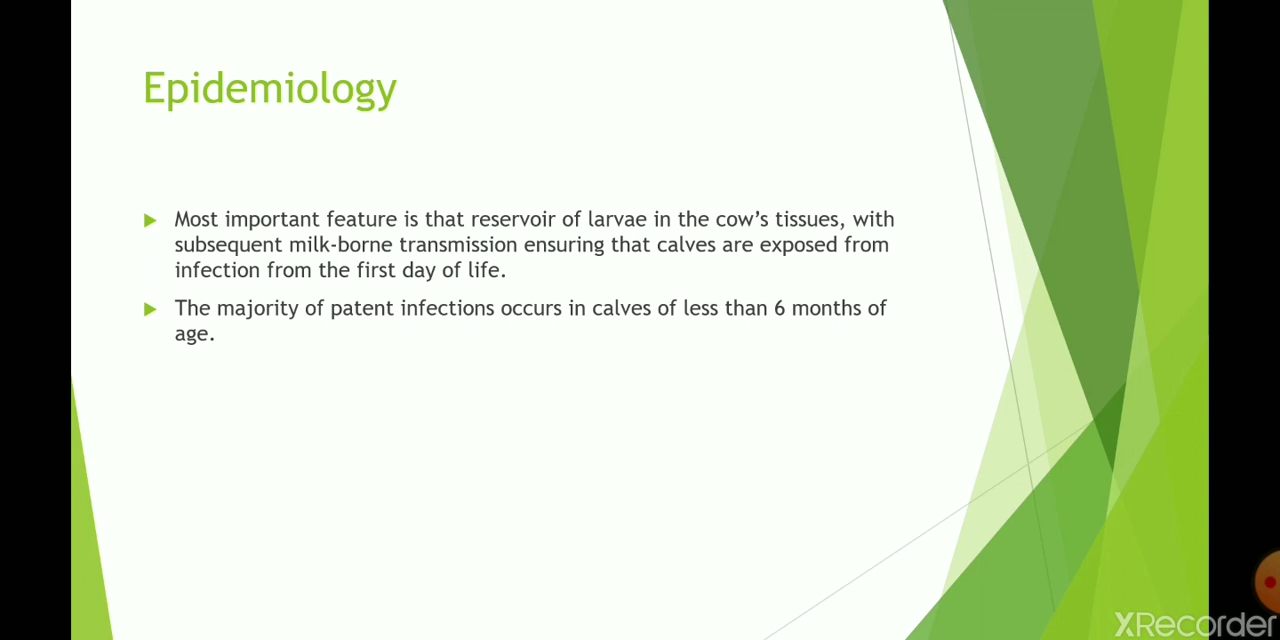 Epidemiology
Most important feature is that reservoir of larvae in the cow's tissues, with
subsequent milk-borne transmission ensuring that calves are exposed from
infection from the first day of life.
The majority of patent infections occurs in calves of less than 6 months of
age.
XRecorder